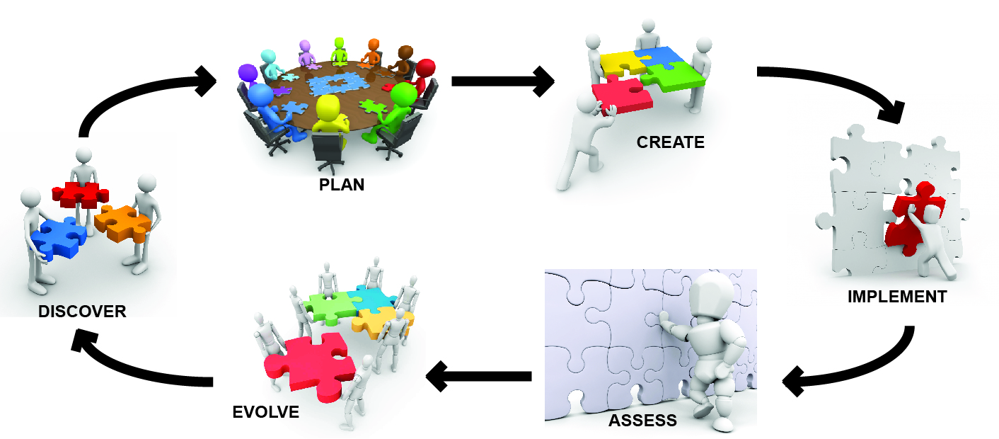 PLAN
CREATE
IMPLEMENT
ASSESS
EVOLVE
DISCOVER